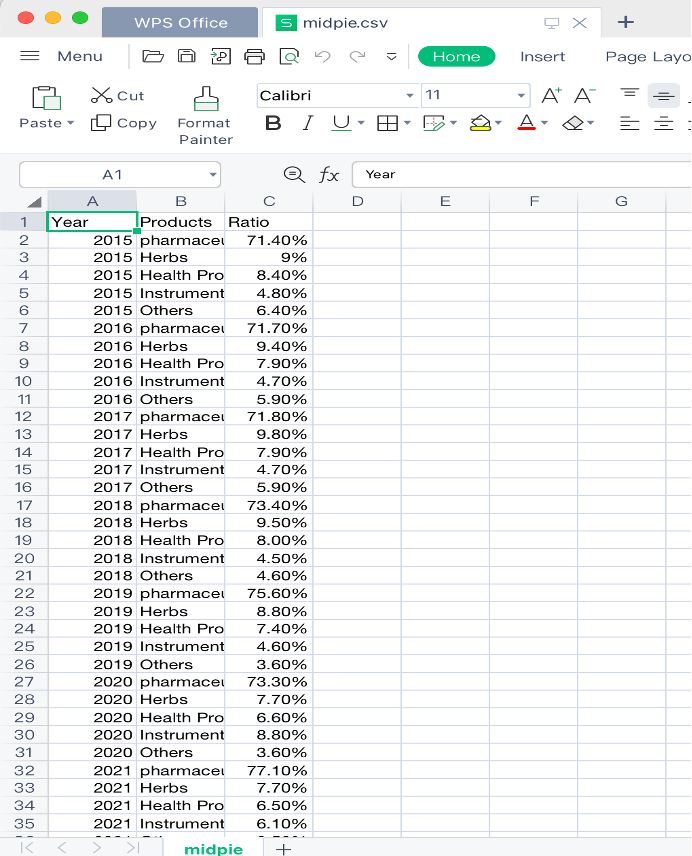 WPS Office midpie.csv
Menu Home Insert Page Layo
Paste Cut Copy Format Painter Calibri 11 A+ A- B I U A
A1 fx Year
A B C D E F G
1 Year Products Ratio
2 2015 pharmaceu 71.40%
3 2015 Herbs 9%
4 2015 Health Pro 8.40%
5 2015 Instrument 4.80%
6 2015 Others 6.40%
7 2016 pharmaceu 71.70%
8 2016 Herbs 9.40%
9 2016 Health Pro 7.90%
10 2016 Instrument 4.70%
11 2016 Others 5.90%
12 2017 pharmaceu 71.80%
13 2017 Herbs 9.80%
14 2017 Health Pro 7.90%
15 2017 Instrument 4.70%
16 2017 Others 5.90%
17 2018 pharmaceu 73.40%
18 2018 Herbs 9.50%
19 2018 Health Pro 8.00%
20 2018 Instrument 4.50%
21 2018 Others 4.60%
22 2019 pharmaceu 75.60%
23 2019 Herbs 8.80%
24 2019 Health Pro 7.40%
25 2019 Instrument 4.60%
26 2019 Others 3.60%
27 2020 pharmaceu 73.30%
28 2020 Herbs 7.70%
29 2020 Health Pro 6.60%
30 2020 Instrument 8.80%
31 2020 Others 3.60%
32 2021 pharmaceu 77.10%
33 2021 Herbs 7.70%
34 2021 Health Pro 6.50%
35 2021 Instrument 6.10%
midpie